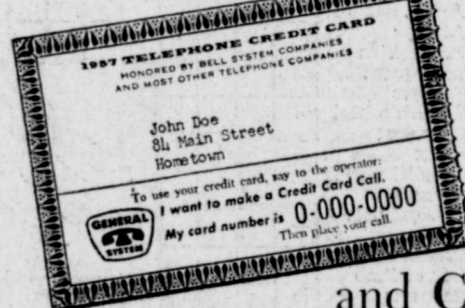 1957 TELEPHONE CREDIT CARD
HONORED BY BELL SYSTEM COMPANIES
AND MOST OTHER TELEPHONE COMPANIES
John Doe
84 Main Street
Hometown
To use your credit card, say to the operator:
I want to make a Credit Card Call.
My card number is 0-000-0000
Then place your call.
GENERAL
SYSTEM
and C